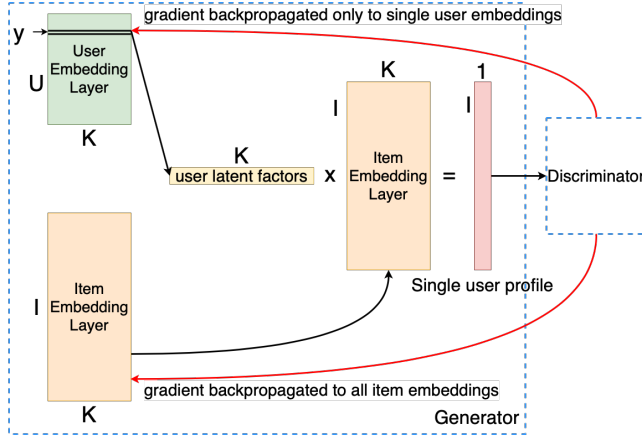 gradient backpropagated only to single user embeddings
y
User
Embedding
Layer
U
K
K
user latent factors
x
K
I
Item
Embedding
Layer
=
1
I
Single user profile
Discriminator
Item
Embedding
Layer
I
K
gradient backpropagated to all item embeddings
Generator